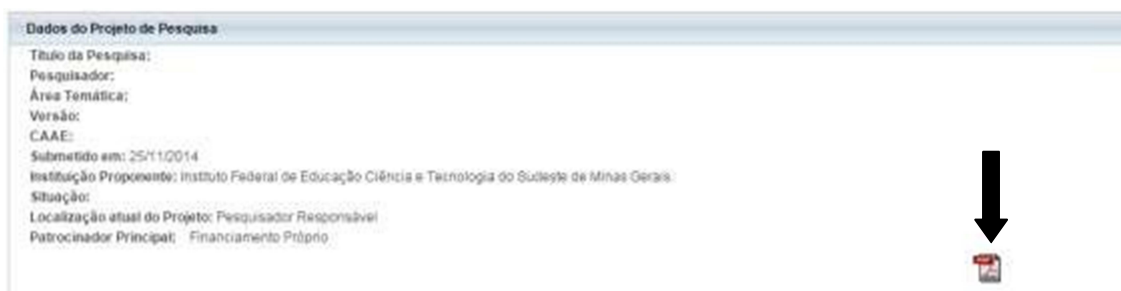 Dados do Projeto de Pesquisa
Título da Pesquisa:
Pesquisador:
Área Temática:
Versão:
CAAE:
Submetido em: 25/11/2014
Instituição Proponente: Instituto Federal de Educação Ciência e Tecnologia do Sudeste de Minas Gerais
Situação:
Localização atual do Projeto: Pesquisador Responsável
Patrocinador Principal: Financiamento Próprio
PDF